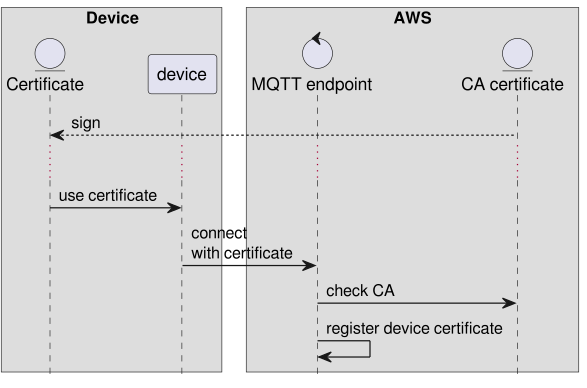 Device
AWS
Certificate
device
MQTT endpoint
CA certificate
sign
use certificate
connect
with certificate
check CA
register device certificate